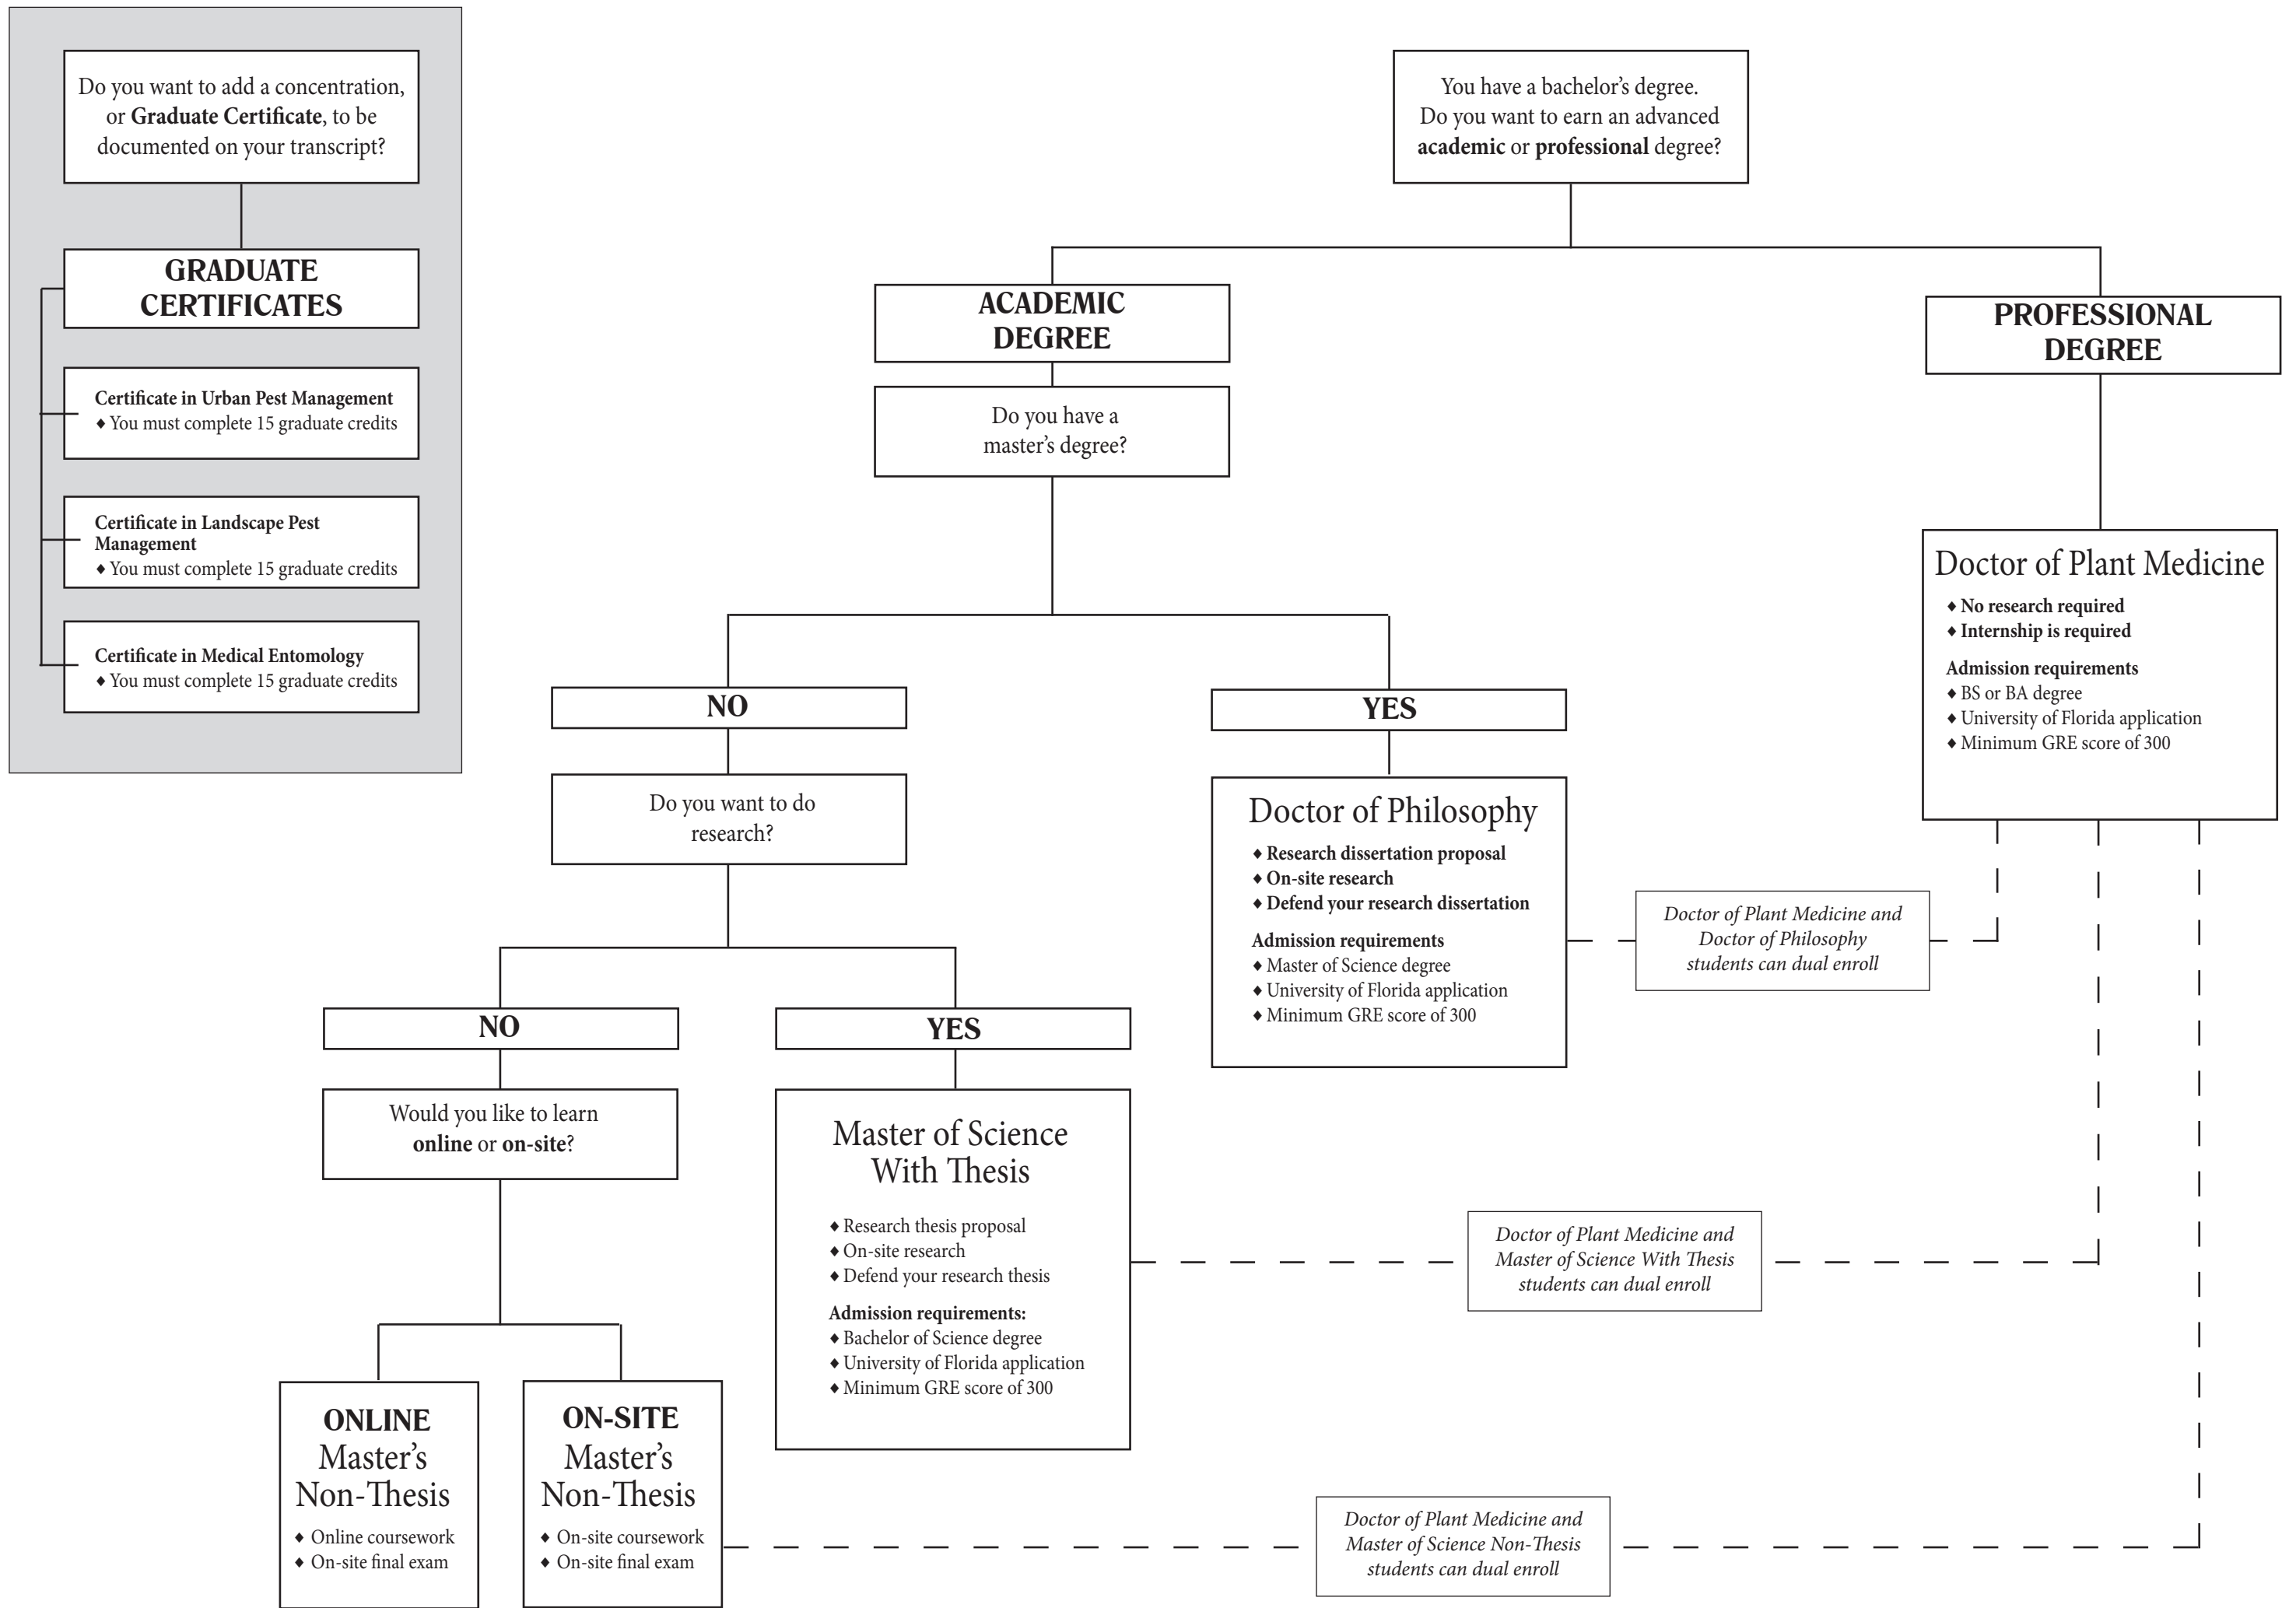 Do you want to add a concentration,
or Graduate Certificate, to be
documented on your transcript?
GRADUATE
CERTIFICATES
Certificate in Urban Pest Management
♦ You must complete 15 graduate credits
Certificate in Landscape Pest
Management
♦ You must complete 15 graduate credits
Certificate in Medical Entomology
♦ You must complete 15 graduate credits
You have a bachelor’s degree.
Do you want to earn an advanced
academic or professional degree?
ACADEMIC
DEGREE
Do you have a
master’s degree?
PROFESSIONAL
DEGREE
Doctor of Plant Medicine
♦ No research required
♦ Internship is required
Admission requirements
♦ BS or BA degree
♦ University of Florida application
♦ Minimum GRE score of 300
NO
Do you want to do
research?
YES
Doctor of Philosophy
♦ Research dissertation proposal
♦ On-site research
♦ Defend your research dissertation
Admission requirements
♦ Master of Science degree
♦ University of Florida application
♦ Minimum GRE score of 300
Doctor of Plant Medicine and
Doctor of Philosophy
students can dual enroll
NO
Would you like to learn
online or on-site?
YES
Master of Science
With Thesis
♦ Research thesis proposal
♦ On-site research
♦ Defend your research thesis
Admission requirements:
♦ Bachelor of Science degree
♦ University of Florida application
♦ Minimum GRE score of 300
Doctor of Plant Medicine and
Master of Science With Thesis
students can dual enroll
ONLINE
Master’s
Non-Thesis
♦ Online coursework
♦ On-site final exam
ON-SITE
Master’s
Non-Thesis
♦ On-site coursework
♦ On-site final exam
Doctor of Plant Medicine and
Master of Science Non-Thesis
students can dual enroll